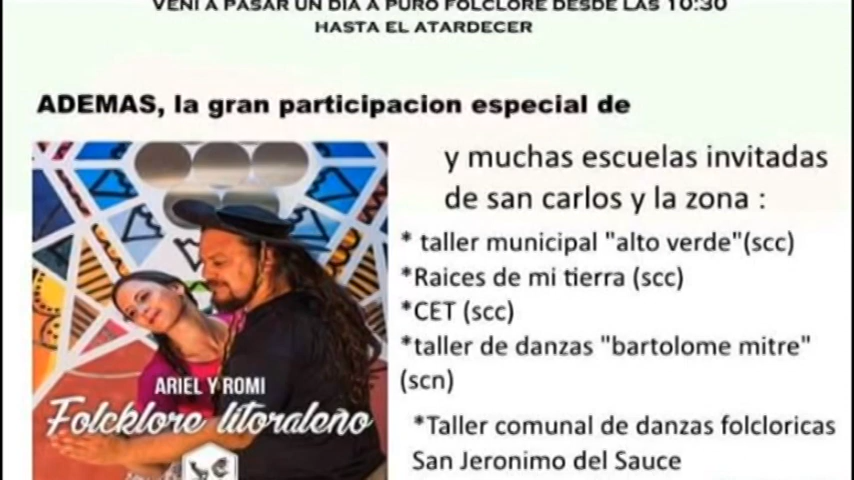 VENI A PASAR UN DIA A PURO FOLCLORE DESDE LAS 10:30
HASTA EL ATARDECER
ADEMAS, la gran participacion especial de
y muchas escuelas invitadas
de san carlos y la zona :
* taller municipal "alto verde"(scc)
*Raices de mi tierra (scc)
*CET (scc)
*taller de danzas "bartolome mitre"
(scn)
*Taller comunal de danzas folcloricas
San Jeronimo del Sauce
ARIEL Y ROMI
Folcklore litoraleño